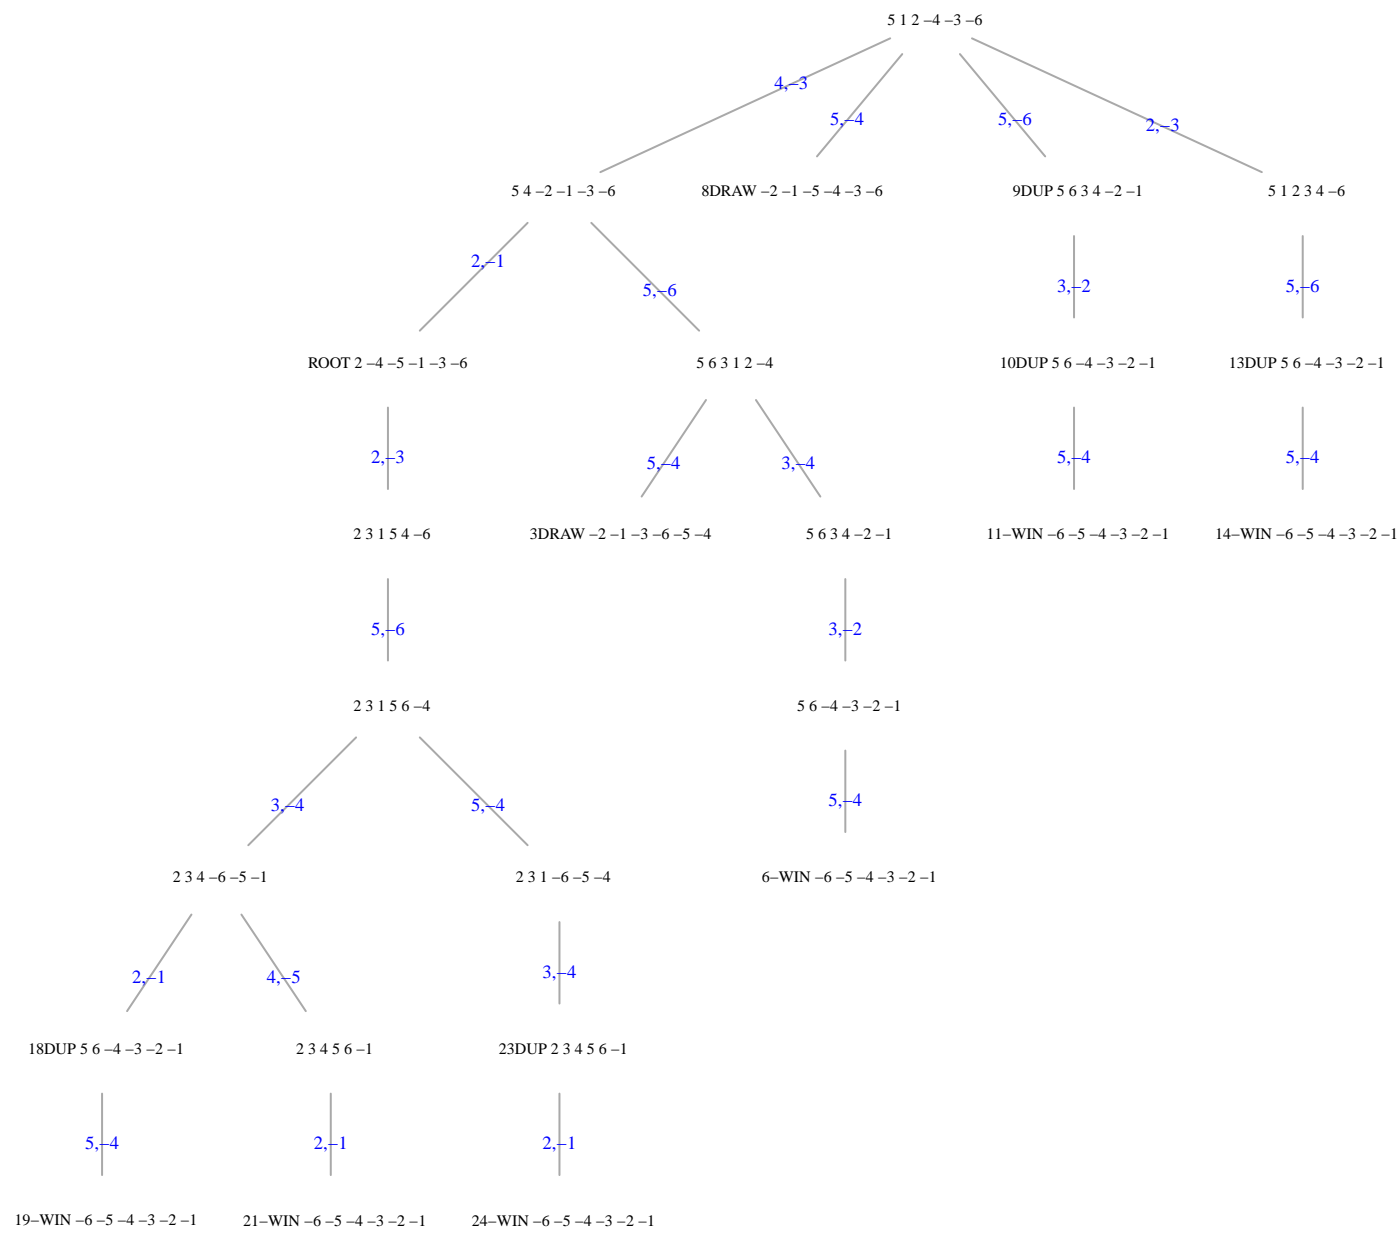 5 1 2 –4 –3 –6
4,–3
5,–4
5,–6
2,–3
5 4 –2 –1 –3 –6
8DRAW –2 –1 –5 –4 –3 –6
9DUP 5 6 3 4 –2 –1
5 1 2 3 4 –6
2,–1
5,–6
3,–2
5,–6
ROOT 2 –4 –5 –1 –3 –6
5 6 3 1 2 –4
10DUP 5 6 –4 –3 –2 –1
13DUP 5 6 –4 –3 –2 –1
2,–3
5,–4
3,–4
5,–4
5,–4
2 3 1 5 4 –6
3DRAW –2 –1 –3 –6 –5 –4
5 6 3 4 –2 –1
11–WIN –6 –5 –4 –3 –2 –1
14–WIN –6 –5 –4 –3 –2 –1
5,–6
3,–2
2 3 1 5 6 –4
5 6 –4 –3 –2 –1
3,–4
5,–4
5,–4
2 3 4 –6 –5 –1
2 3 1 –6 –5 –4
6–WIN –6 –5 –4 –3 –2 –1
2,–1
4,–5
3,–4
18DUP 5 6 –4 –3 –2 –1
2 3 4 5 6 –1
23DUP 2 3 4 5 6 –1
5,–4
2,–1
2,–1
19–WIN –6 –5 –4 –3 –2 –1
21–WIN –6 –5 –4 –3 –2 –1
24–WIN –6 –5 –4 –3 –2 –1